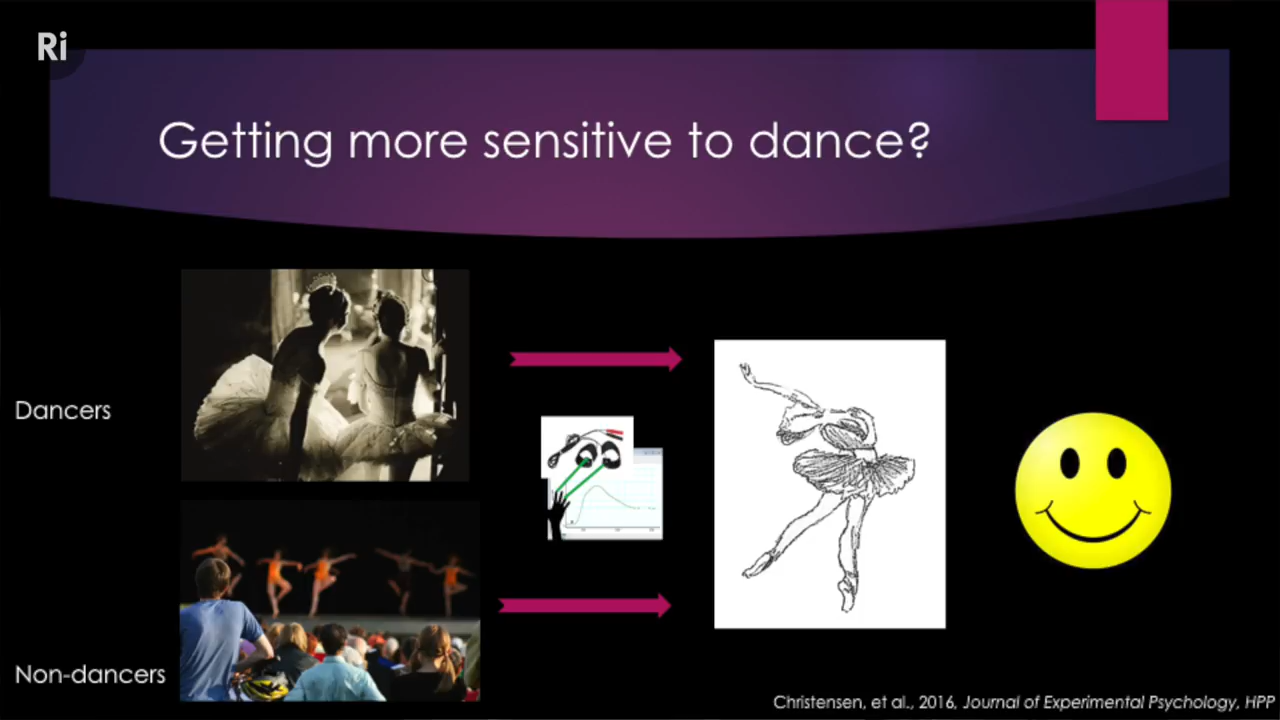 Ri
Getting more sensitive to dance?
Dancers
Non-dancers
Christensen, et al., 2016, Journal of Experimental Psychology, HPP